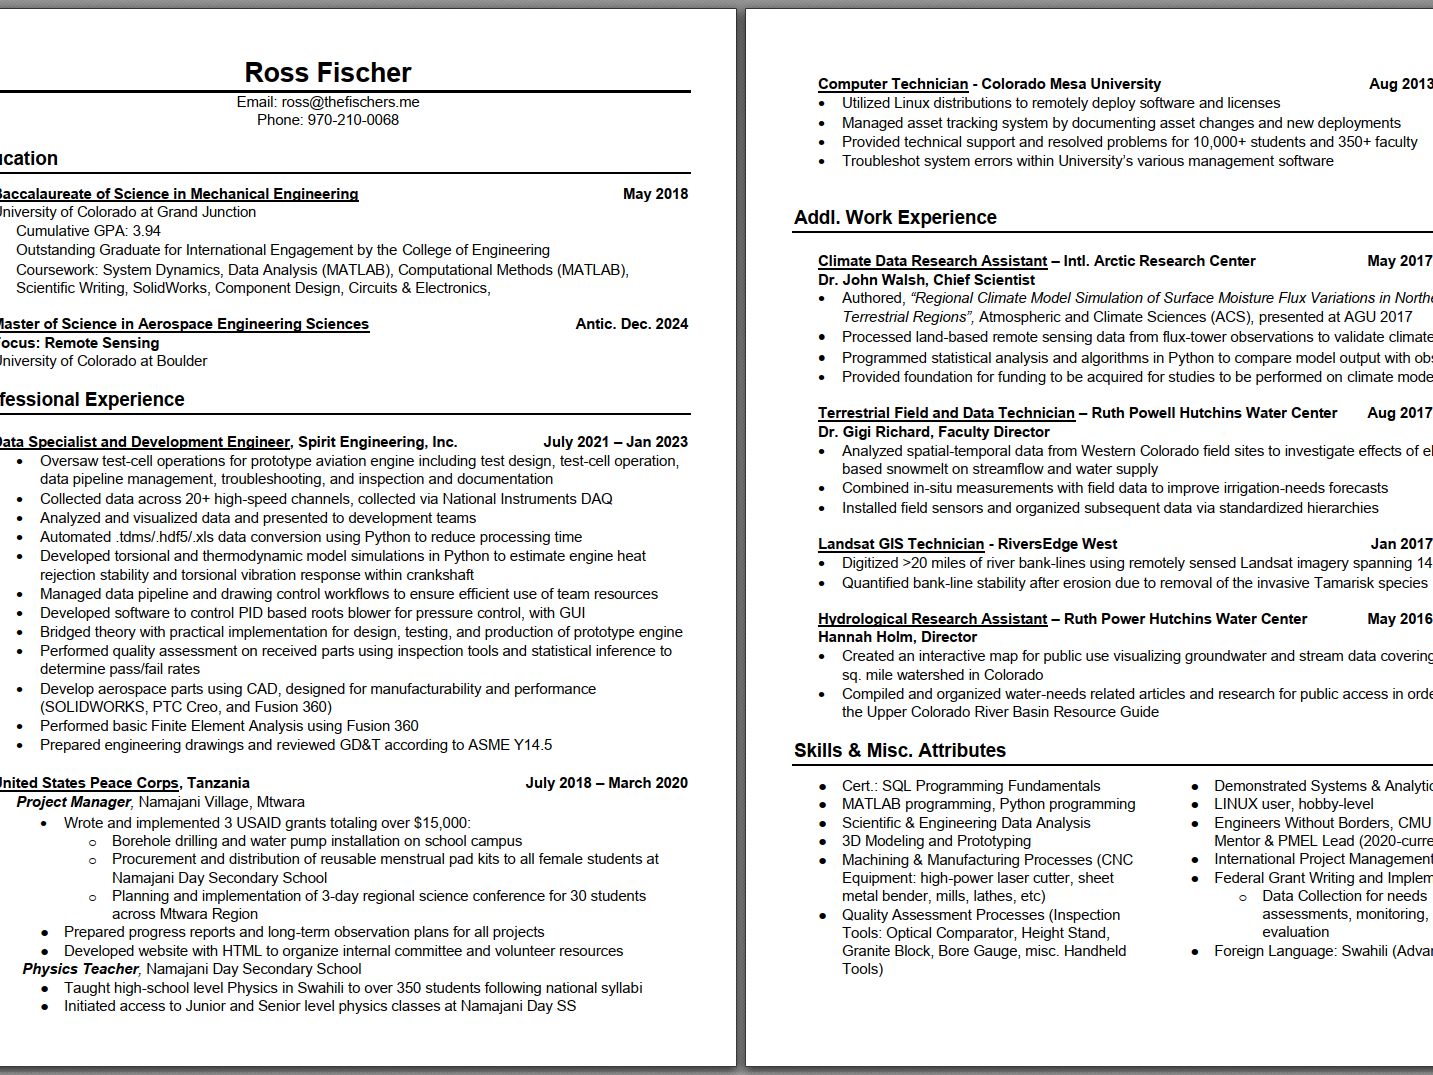 Ross Fischer
Email: ross@thefischers.me
Phone: 970-210-0068
ucation
Baccalaureate of Science in Mechanical Engineering May 2018
University of Colorado at Grand Junction
Cumulative GPA: 3.94
Outstanding Graduate for International Engagement by the College of Engineering
Coursework: System Dynamics, Data Analysis (MATLAB), Computational Methods (MATLAB),
Scientific Writing, SolidWorks, Component Design, Circuits & Electronics,
Master of Science in Aerospace Engineering Sciences Antic. Dec. 2024
Focus: Remote Sensing
University of Colorado at Boulder
fessional Experience
Data Specialist and Development Engineer, Spirit Engineering, Inc. July 2021 – Jan 2023
• Oversaw test-cell operations for prototype aviation engine including test design, test-cell operation,
data pipeline management, troubleshooting, and inspection and documentation
• Collected data across 20+ high-speed channels, collected via National Instruments DAQ
• Analyzed and visualized data and presented to development teams
• Automated .tdms/.hdf5/.xls data conversion using Python to reduce processing time
• Developed torsional and thermodynamic model simulations in Python to estimate engine heat
rejection stability and torsional vibration response within crankshaft
• Managed data pipeline and drawing control workflows to ensure efficient use of team resources
• Developed software to control PID based roots blower for pressure control, with GUI
• Bridged theory with practical implementation for design, testing, and production of prototype engine
• Performed quality assessment on received parts using inspection tools and statistical inference to
determine pass/fail rates
• Develop aerospace parts using CAD, designed for manufacturability and performance
(SOLIDWORKS, PTC Creo, and Fusion 360)
• Performed basic Finite Element Analysis using Fusion 360
• Prepared engineering drawings and reviewed GD&T according to ASME Y14.5
United States Peace Corps, Tanzania July 2018 – March 2020
Project Manager, Namajani Village, Mtwara
• Wrote and implemented 3 USAID grants totaling over $15,000:
o Borehole drilling and water pump installation on school campus
o Procurement and distribution of reusable menstrual pad kits to all female students at
Namajani Day Secondary School
o Planning and implementation of 3-day regional science conference for 30 students
across Mtwara Region
• Prepared progress reports and long-term observation plans for all projects
• Developed website with HTML to organize internal committee and volunteer resources
Physics Teacher, Namajani Day Secondary School
• Taught high-school level Physics in Swahili to over 350 students following national syllabi
• Initiated access to Junior and Senior level physics classes at Namajani Day SS
Computer Technician - Colorado Mesa University Aug 2013
• Utilized Linux distributions to remotely deploy software and licenses
• Managed asset tracking system by documenting asset changes and new deployments
• Provided technical support and resolved problems for 10,000+ students and 350+ faculty
• Troubleshot system errors within University's various management software
Addl. Work Experience
Climate Data Research Assistant – Intl. Arctic Research Center May 2017
Dr. John Walsh, Chief Scientist
• Authored, “Regional Climate Model Simulation of Surface Moisture Flux Variations in Northe
Terrestrial Regions”, Atmospheric and Climate Sciences (ACS), presented at AGU 2017
• Processed land-based remote sensing data from flux-tower observations to validate climate
• Programmed statistical analysis and algorithms in Python to compare model output with obs
• Provided foundation for funding to be acquired for studies to be performed on climate mode
Terrestrial Field and Data Technician – Ruth Powell Hutchins Water Center Aug 2017
Dr. Gigi Richard, Faculty Director
• Analyzed spatial-temporal data from Western Colorado field sites to investigate effects of el
based snowmelt on streamflow and water supply
• Combined in-situ measurements with field data to improve irrigation-needs forecasts
• Installed field sensors and organized subsequent data via standardized hierarchies
Landsat GIS Technician - RiversEdge West Jan 2017
• Digitized >20 miles of river bank-lines using remotely sensed Landsat imagery spanning 14
• Quantified bank-line stability after erosion due to removal of the invasive Tamarisk species
Hydrological Research Assistant – Ruth Power Hutchins Water Center May 2016
Hannah Holm, Director
• Created an interactive map for public use visualizing groundwater and stream data covering
sq. mile watershed in Colorado
• Compiled and organized water-needs related articles and research for public access in orde
the Upper Colorado River Basin Resource Guide
Skills & Misc. Attributes
• Cert.: SQL Programming Fundamentals
• MATLAB programming, Python programming
• Scientific & Engineering Data Analysis
• 3D Modeling and Prototyping
• Machining & Manufacturing Processes (CNC
Equipment: high-power laser cutter, sheet
metal bender, mills, lathes, etc)
• Quality Assessment Processes (Inspection
Tools: Optical Comparator, Height Stand,
Granite Block, Bore Gauge, misc. Handheld
Tools)
• Demonstrated Systems & Analytic
• LINUX user, hobby-level
• Engineers Without Borders, CMU
Mentor & PMEL Lead (2020-curre
• International Project Management
• Federal Grant Writing and Implem
o Data Collection for needs
assessments, monitoring,
evaluation
• Foreign Language: Swahili (Advan